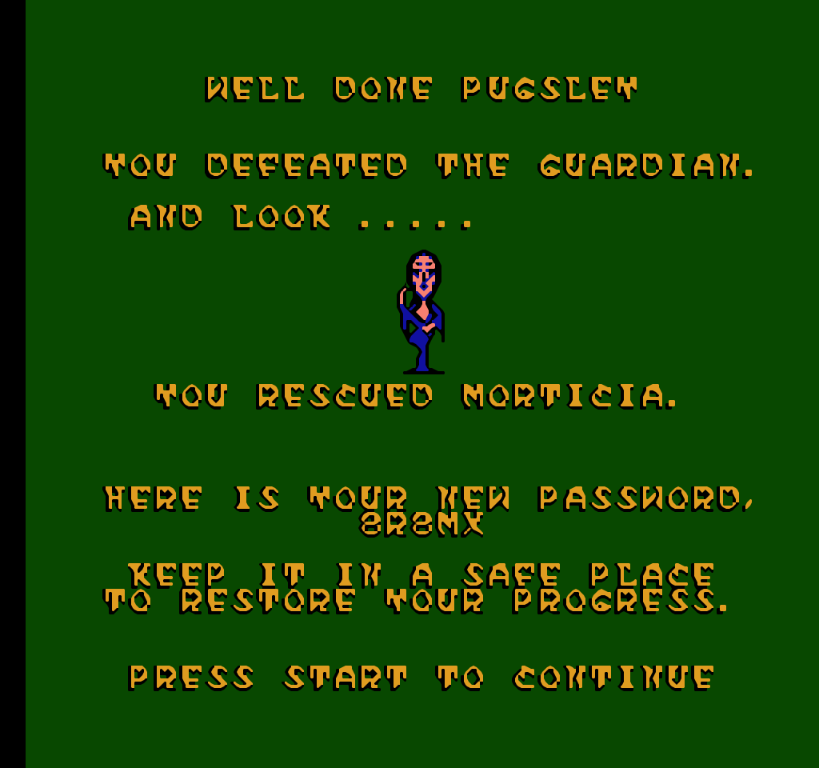 WELL DONE PUGSLEY
YOU DEFEATED THE GUARDIAN.
AND LOOK .....
YOU RESCUED MORTICIA.
HERE IS YOUR NEW PASSWORD,
8R8MX
KEEP IT IN A SAFE PLACE
TO RESTORE YOUR PROGRESS.
PRESS START TO CONTINUE